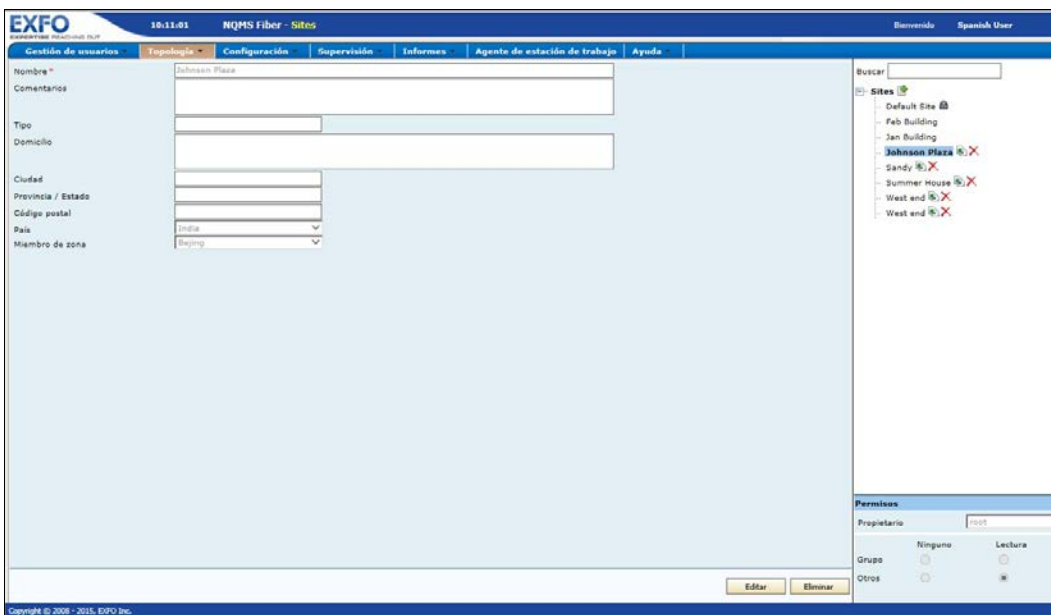 EXFO
EXPERTISE REACHING OUT
10:11:01
NQMS Fiber - Sites
Bienvenido
Spanish User
Gestión de usuarios
Topología
Configuración
Supervisión
Informes
Agente de estación de trabajo
Ayuda
Nombre *
Johnson Plaza
Comentarios
Tipo
Domicilio
Ciudad
Provincia / Estado
Código postal
País
India
Miembro de zona
Bejing
Buscar
Sites
Default Site
Feb Building
Jan Building
Johnson Plaza
Sandy
Summer House
West end
West end
Permisos
Propietario
root
Ninguno
Lectura
Grupo
Otros
Editar
Eliminar
Copyright © 2008 - 2015, EXFO Inc.